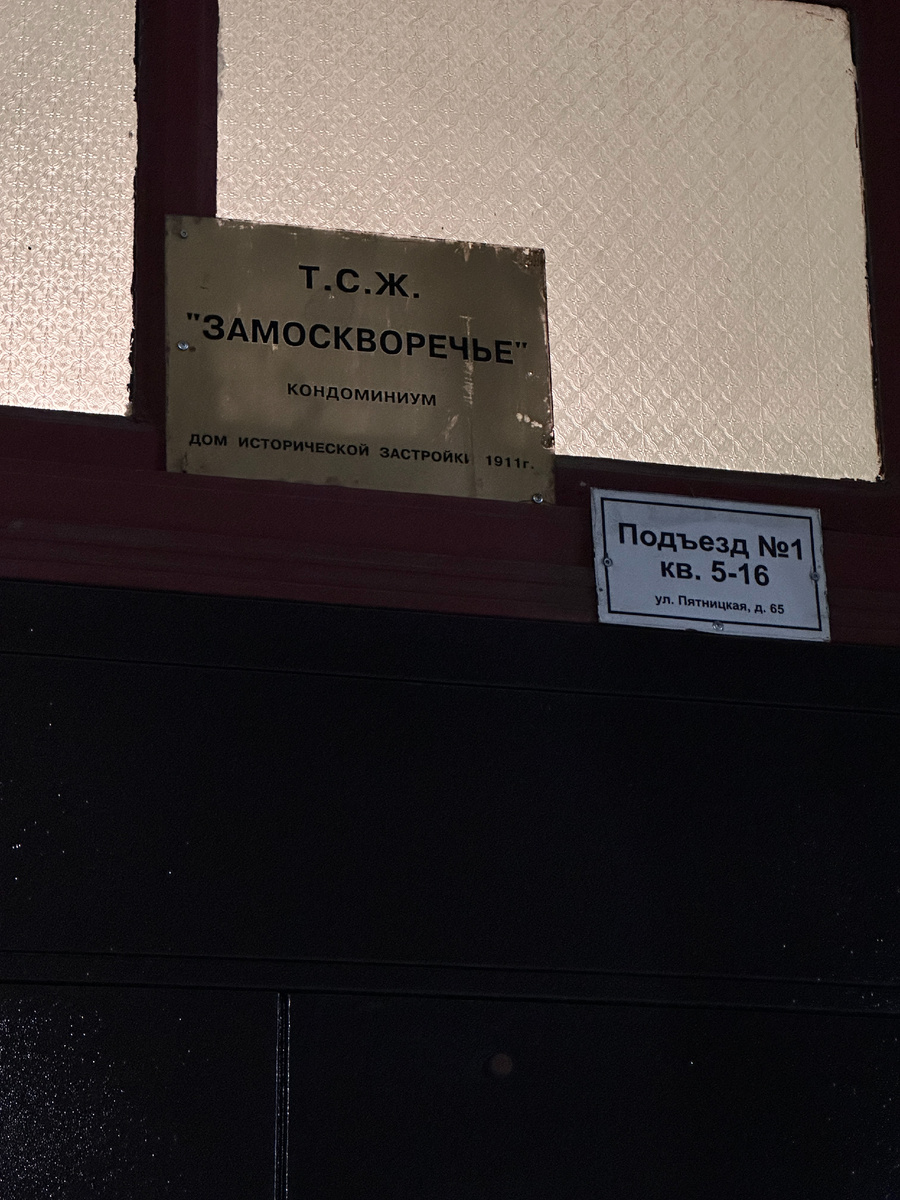 Т.С.Ж.
"ЗАМОСКВОРЕЧЬЕ"
КОНДОМИНИУМ
ДОМ ИСТОРИЧЕСКОЙ ЗАСТРОЙКИ 1911г.
Подъезд №1
кв. 5-16
ул. Пятницкая, д. 65